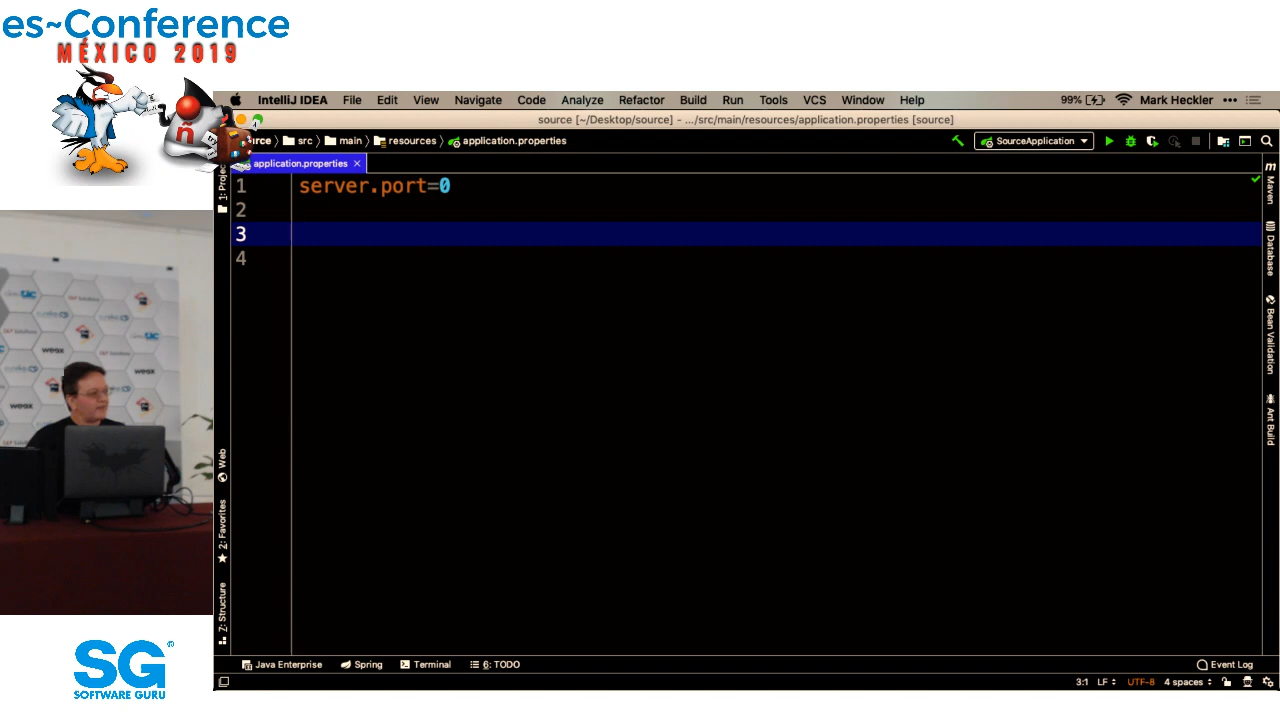 es~Conference
MÉXICO 2019
IntelliJ IDEA File Edit View Navigate Code Analyze Refactor Build Run Tools VCS Window Help 99% Mark Heckler
source [~/Desktop/source] - .../src/main/resources/application.properties [source]
src main resources application.properties SourceApplication
application.properties
1 server.port=0
2
3
4
Maven
Database
Bean Validation
Ant Build
Web
2: Favorites
Z: Structure
weax
weax
weax
Java Enterprise Spring Terminal 6: TODO Event Log
3:1 LF UTF-8 4 spaces
SG
SOFTWARE GURU